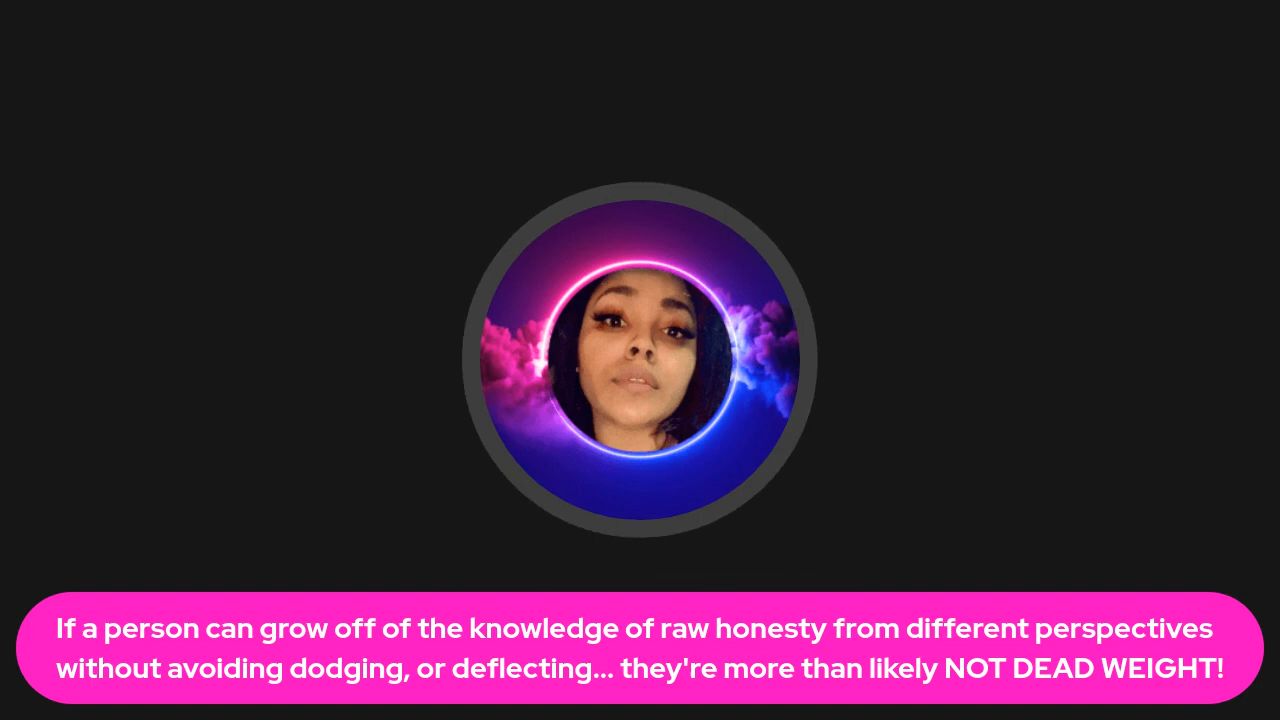 If a person can grow off of the knowledge of raw honesty from different perspectives
without avoiding dodging, or deflecting... they're more than likely NOT DEAD WEIGHT!